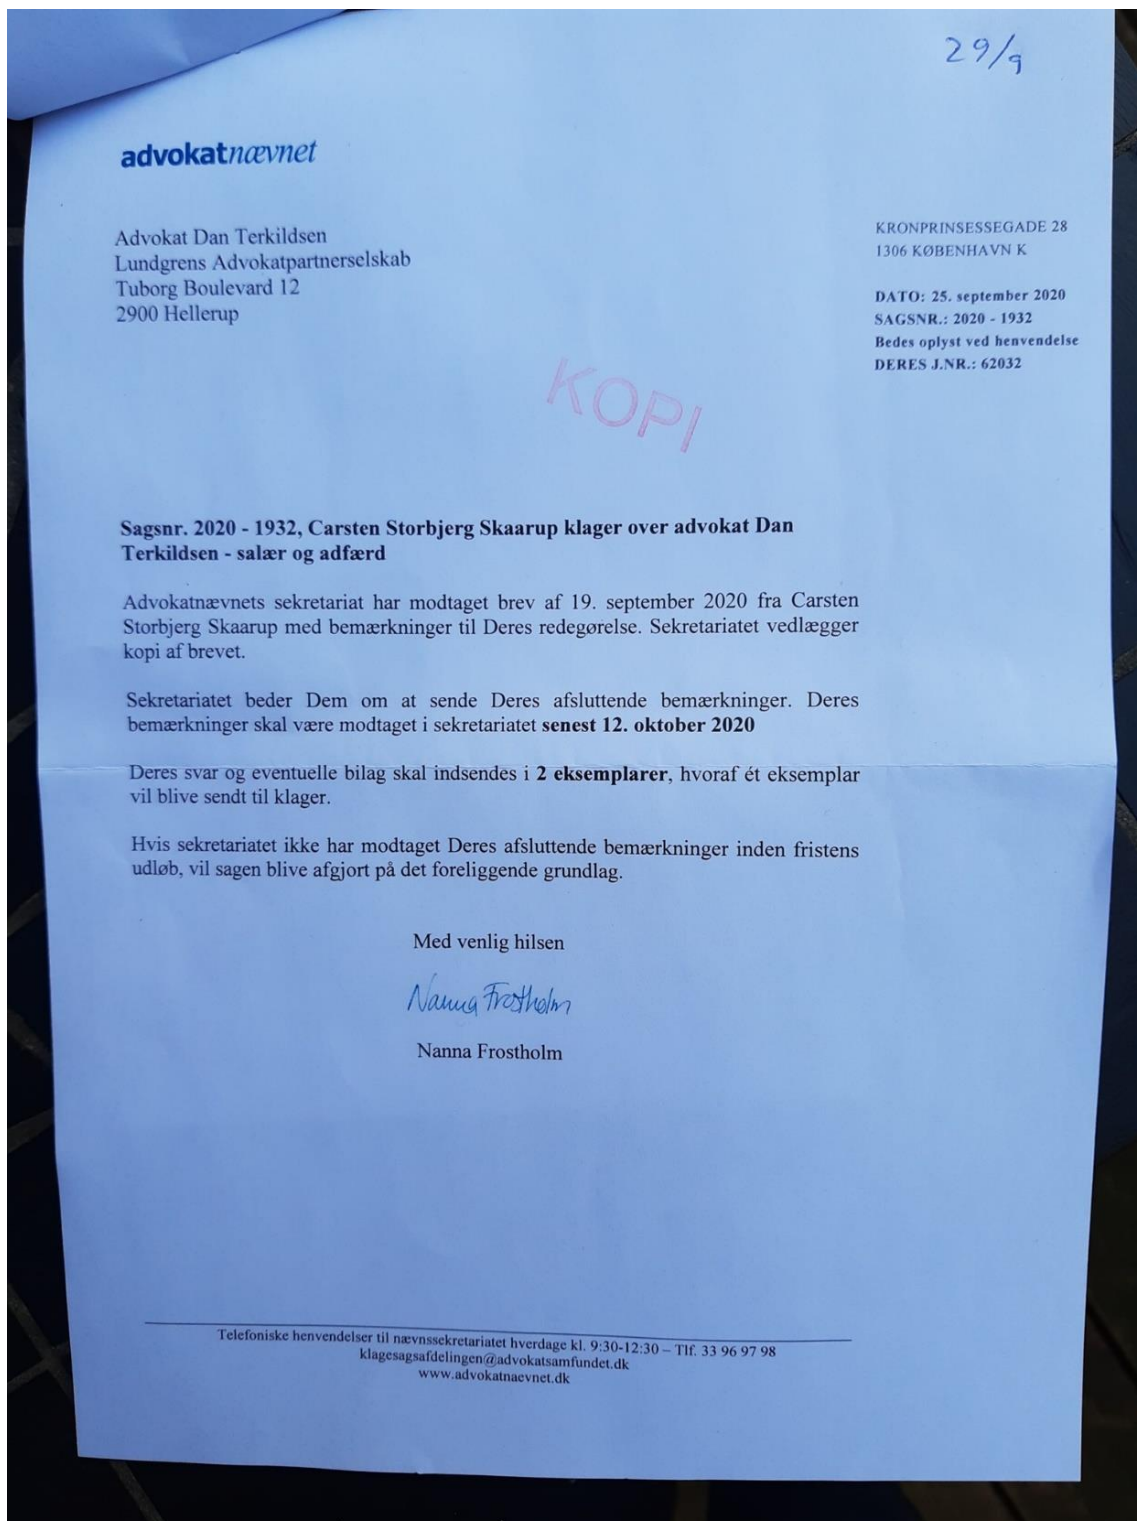 29/9
advokatnævnet
Advokat Dan Terkildsen
Lundgrens Advokatpartnerselskab
Tuborg Boulevard 12
2900 Hellerup
KRONPRINSESSEGADE 28
1306 KØBENHAVN K
DATO: 25. september 2020
SAGSNR.: 2020 - 1932
Bedes oplyst ved henvendelse
DERES J.NR.: 62032
KOPI
Sagsnr. 2020 - 1932, Carsten Storbjerg Skaarup klager over advokat Dan
Terkildsen - salær og adfærd
Advokatnævnets sekretariat har modtaget brev af 19. september 2020 fra Carsten
Storbjerg Skaarup med bemærkninger til Deres redegørelse. Sekretariatet vedlægger
kopi af brevet.
Sekretariatet beder Dem om at sende Deres afsluttende bemærkninger. Deres
bemærkninger skal være modtaget i sekretariatet senest 12. oktober 2020
Deres svar og eventuelle bilag skal indsendes i 2 eksemplarer, hvoraf ét eksemplar
vil blive sendt til klager.
Hvis sekretariatet ikke har modtaget Deres afsluttende bemærkninger inden fristens
udløb, vil sagen blive afgjort på det foreliggende grundlag.
Med venlig hilsen
Nanna Frostholm
Nanna Frostholm
Telefoniske henvendelser til nævnssekretariatet hverdage kl. 9:30-12:30 – Tlf. 33 96 97 98
klagesagsafdelingen@advokatsamfundet.dk
www.advokatnaevnet.dk